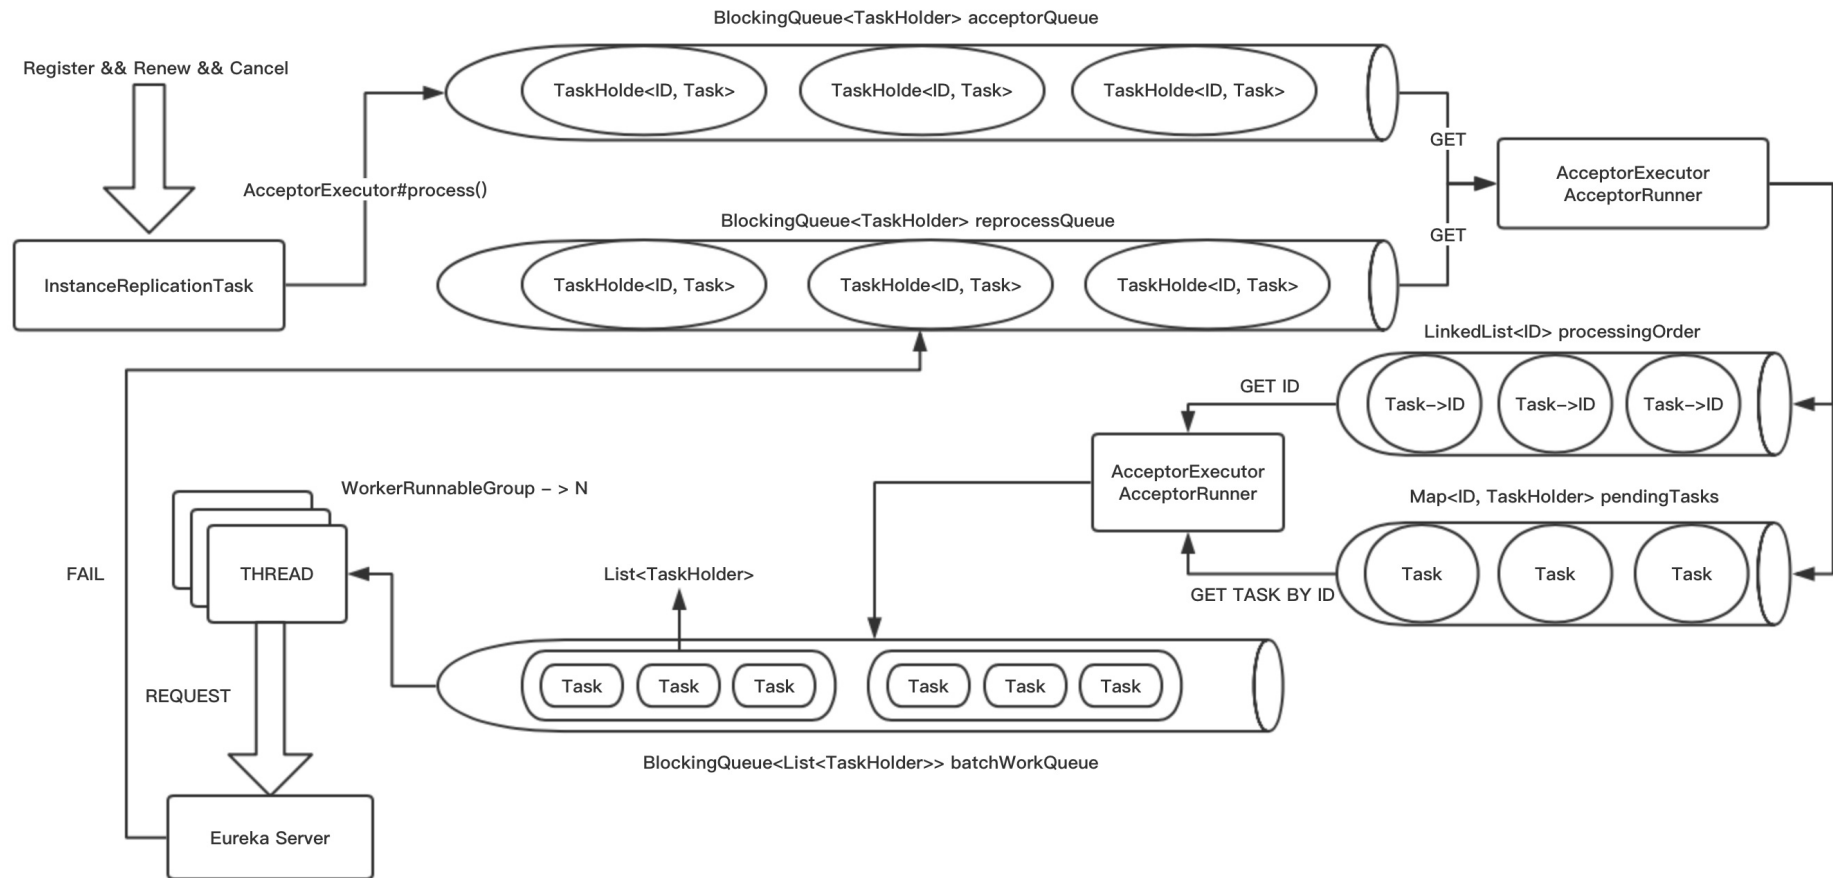 BlockingQueue<TaskHolder> acceptorQueue
Register && Renew && Cancel
TaskHolde<ID, Task>
TaskHolde<ID, Task>
TaskHolde<ID, Task>
GET
AcceptorExecutor
AcceptorRunner
AcceptorExecutor#process()
BlockingQueue<TaskHolder> reprocessQueue
GET
InstanceReplicationTask
TaskHolde<ID, Task>
TaskHolde<ID, Task>
TaskHolde<ID, Task>
LinkedList<ID> processingOrder
GET ID
Task->ID
Task->ID
Task->ID
AcceptorExecutor
AcceptorRunner
WorkerRunnableGroup - > N
Map<ID, TaskHolder> pendingTasks
FAIL
THREAD
List<TaskHolder>
Task
Task
Task
GET TASK BY ID
REQUEST
Task
Task
Task
Task
Task
Task
BlockingQueue<List<TaskHolder>> batchWorkQueue
Eureka Server